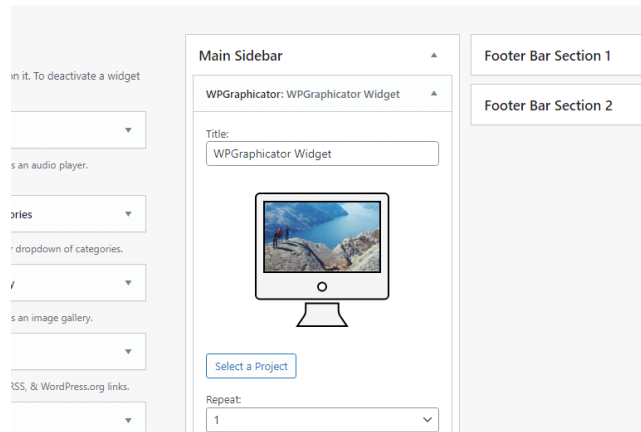 on it. To deactivate a widget
s an audio player.
ories
r dropdown of categories.
y
s an image gallery.
RSS, & WordPress.org links.
Main Sidebar
WPGraphicator: WPGraphicator Widget
Title:
WPGraphicator Widget
Select a Project
Repeat:
1
Footer Bar Section 1
Footer Bar Section 2